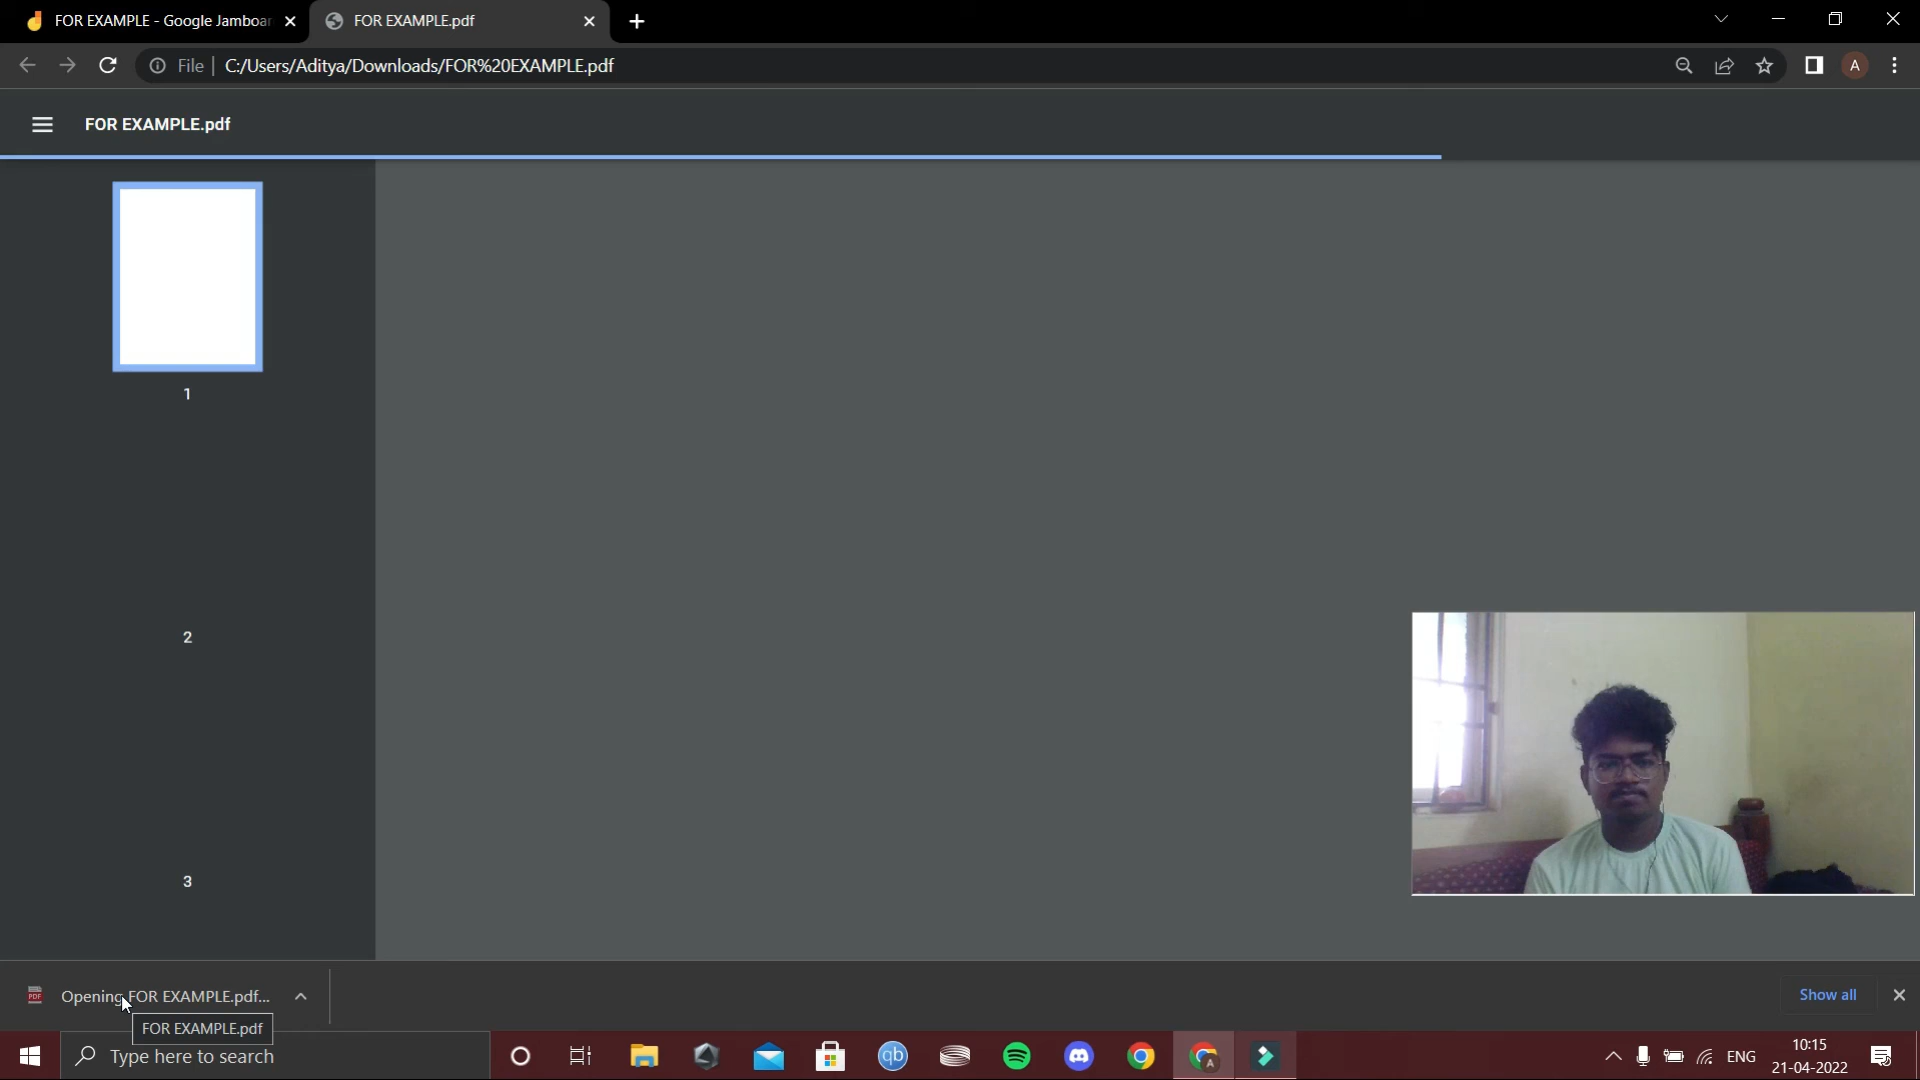 FOR EXAMPLE - Google Jamboar
FOR EXAMPLE.pdf
File
C:/Users/Aditya/Downloads/FOR%20EXAMPLE.pdf
A
FOR EXAMPLE.pdf
1
2
3
PDF
Opening FOR EXAMPLE.pdf...
Show all
FOR EXAMPLE.pdf
Type here to search
qb
A
ENG
10:15
21-04-2022